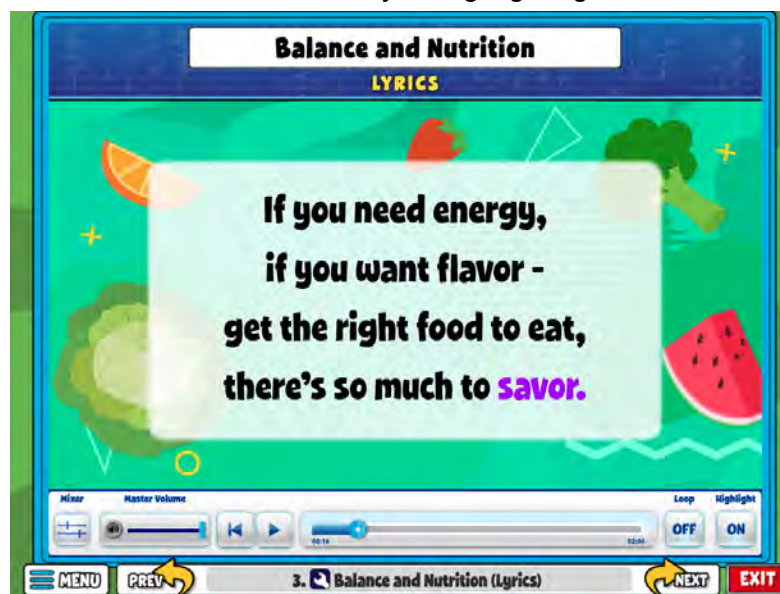 Balance and Nutrition
LYRICS
If you need energy,
if you want flavor -
get the right food to eat,
there's so much to savor.
Mixer
Master Volume
Loop
Highlight
OFF
ON
00:16
MENU
PREV
3. Balance and Nutrition (Lyrics)
NEXT
EXIT